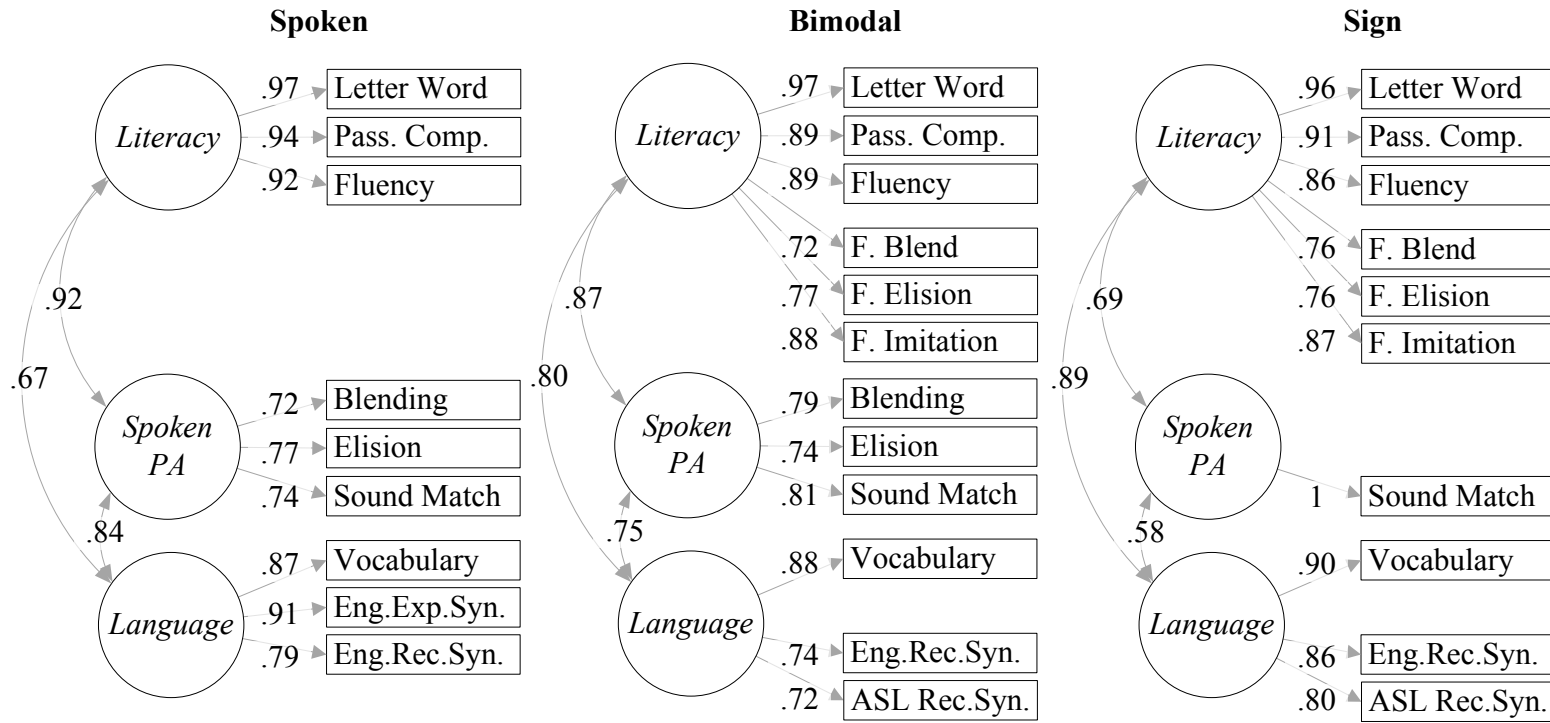 Spoken
Literacy
.97
Letter Word
.94
Pass. Comp.
.92
Fluency
.92
.67
Spoken
PA
.72
Blending
.77
Elision
.74
Sound Match
.84
Language
.87
Vocabulary
.91
Eng.Exp.Syn.
.79
Eng.Rec.Syn.
Bimodal
Literacy
.97
Letter Word
.89
Pass. Comp.
.89
Fluency
.72
F. Blend
.77
F. Elision
.88
F. Imitation
.87
.80
Spoken
PA
.79
Blending
.74
Elision
.81
Sound Match
.75
Language
.88
Vocabulary
.74
Eng.Rec.Syn.
.72
ASL Rec.Syn.
Sign
Literacy
.96
Letter Word
.91
Pass. Comp.
.86
Fluency
.76
F. Blend
.76
F. Elision
.87
F. Imitation
.69
.89
Spoken
PA
1
Sound Match
.58
Language
.90
Vocabulary
.86
Eng.Rec.Syn.
.80
ASL Rec.Syn.